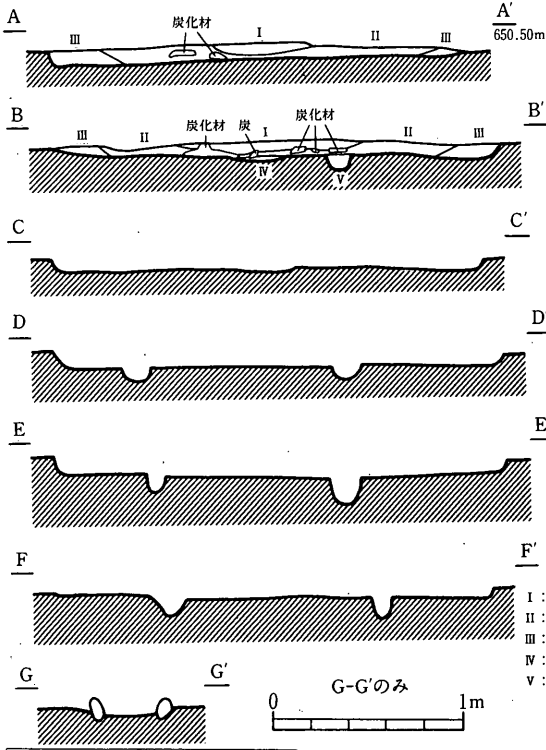 A III 炭化材 I II III A′
650.50m
B III II 炭化材 炭 I 炭化材 II III B′
IV V
C C′
D D
E E
F F′
I :
II :
III :
IV :
V :
G G′
G-G′のみ
0 1m